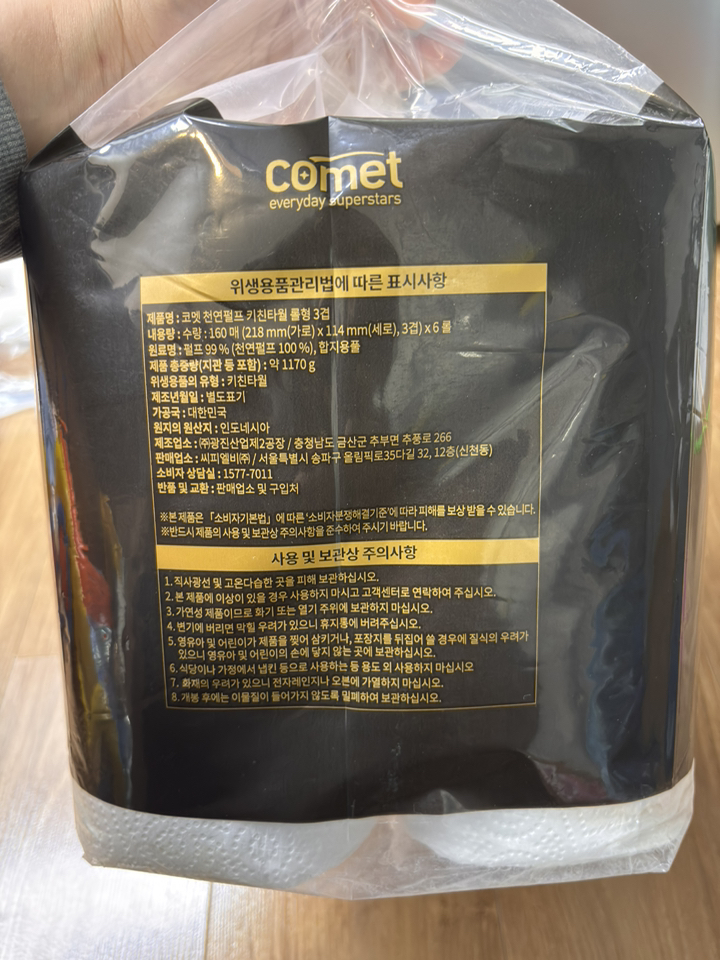 comet
everyday superstars
위생용품관리법에 따른 표시사항
제품명 : 코멧 천연펄프 키친타월 롤형 3겹
내용량 : 수량 : 160 매 (218 mm(가로) x 114 mm(세로), 3겹) x 6 롤
원료명 : 펄프 99 % (천연펄프 100 %), 합지용풀
제품 총중량(지관 등 포함) : 약 1170 g
위생용품의 유형 : 키친타월
제조년월일 : 별도표기
가공국 : 대한민국
원지의 원산지 : 인도네시아
제조업소 : ㈜광진산업제2공장 / 충청남도 금산군 추부면 추풍로 266
판매업소 : 씨피엘비㈜ / 서울특별시 송파구 올림픽로35다길 32, 12층(신천동)
소비자 상담실 : 1577-7011
반품 및 교환 : 판매업소 및 구입처
※본 제품은 「소비자기본법」에 따른 '소비자분쟁해결기준'에 따라 피해를 보상 받을 수 있습니다.
※반드시 제품의 사용 및 보관상 주의사항을 준수하여 주시기 바랍니다.
사용 및 보관상 주의사항
1. 직사광선 및 고온다습한 곳을 피해 보관하십시오.
2. 본 제품에 이상이 있을 경우 사용하지 마시고 고객센터로 연락하여 주십시오.
3. 가연성 제품이므로 화기 또는 열기 주위에 보관하지 마십시오.
4. 변기에 버리면 막힐 우려가 있으니 휴지통에 버려주십시오.
5. 영유아 및 어린이가 제품을 찢어 삼키거나, 포장지를 뒤집어 쓸 경우에 질식의 우려가
있으니 영유아 및 어린이의 손에 닿지 않는 곳에 보관하십시오.
6. 식당이나 가정에서 냅킨 등으로 사용하는 등 용도 외 사용하지 마십시오
7. 화재의 우려가 있으니 전자레인지나 오븐에 가열하지 마십시오.
8. 개봉 후에는 이물질이 들어가지 않도록 밀폐하여 보관하십시오.